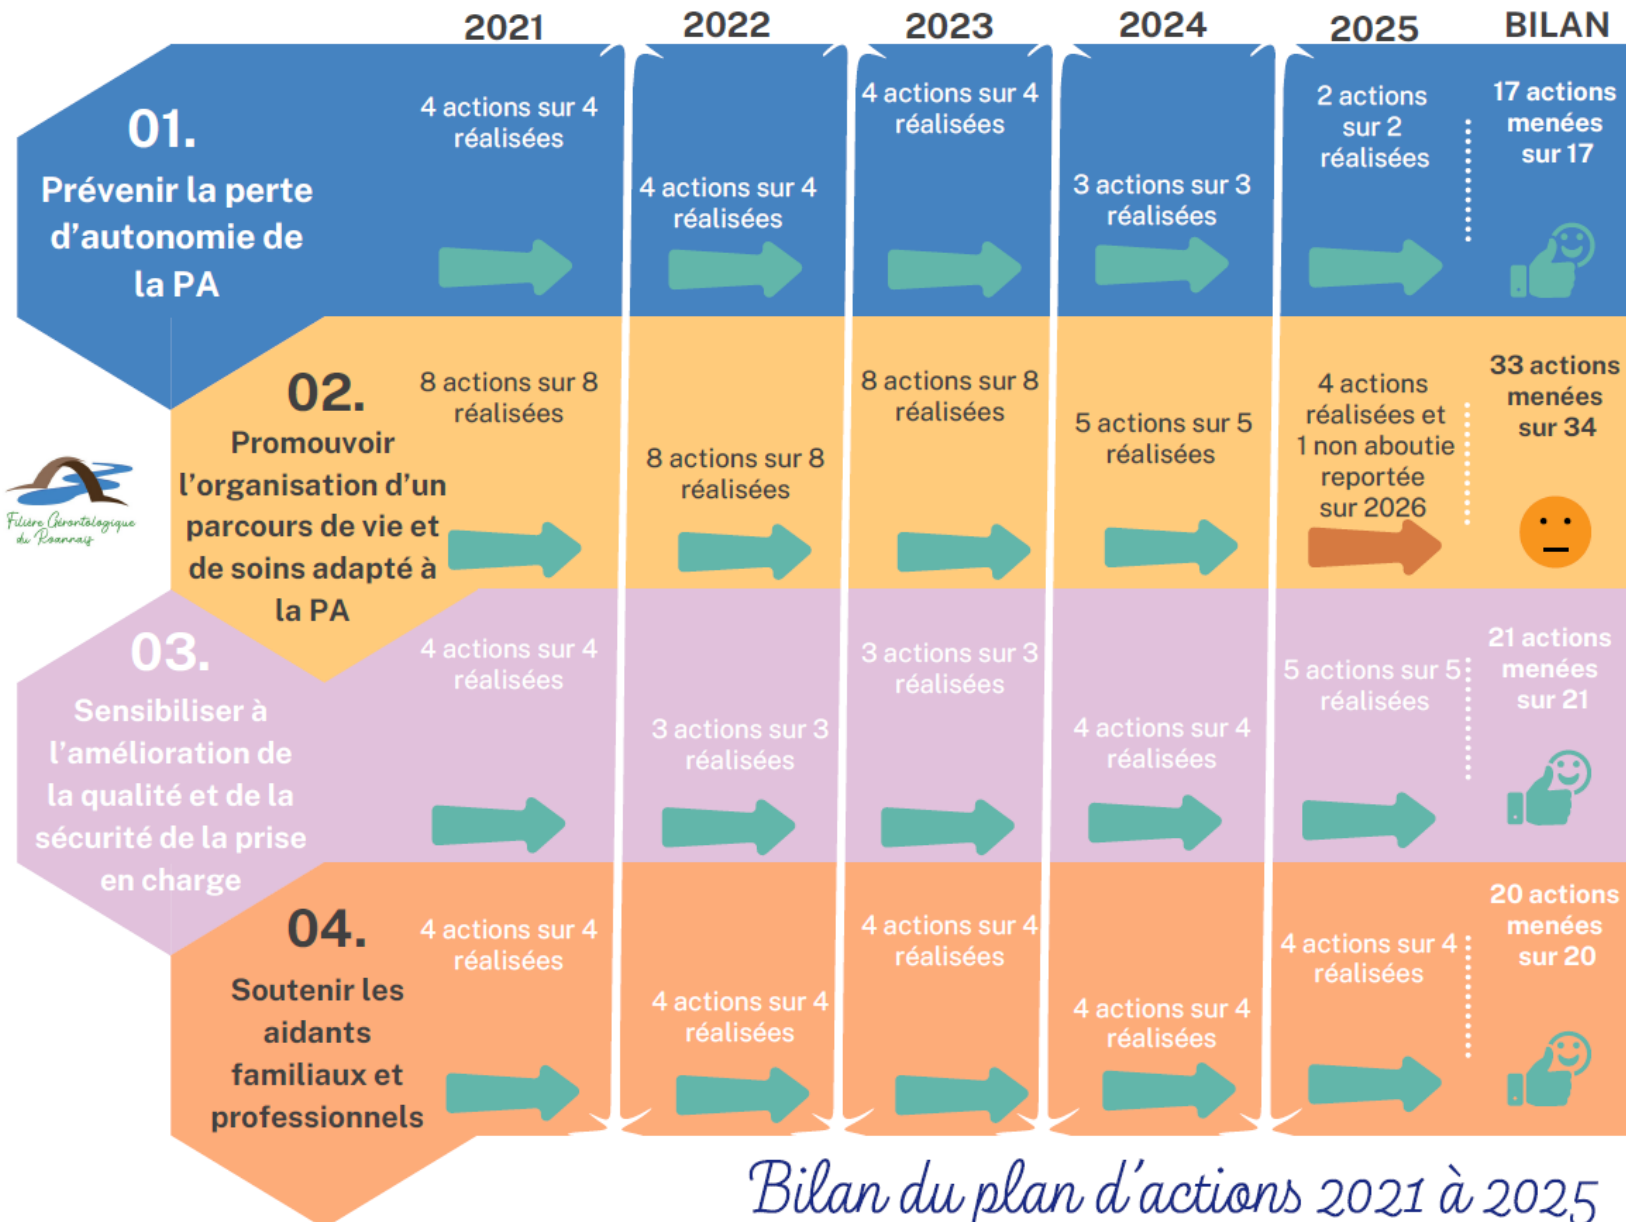 2021
2022
2023
2024
2025
BILAN
01.
Prévenir la perte
d'autonomie de
la PA
4 actions sur 4
réalisées
4 actions sur 4
réalisées
4 actions sur 4
réalisées
3 actions sur 3
réalisées
2 actions
sur 2
réalisées
17 actions
menées
sur 17
02.
Promouvoir
l'organisation d'un
parcours de vie et
de soins adapté à
la PA
8 actions sur 8
réalisées
8 actions sur 8
réalisées
8 actions sur 8
réalisées
5 actions sur 5
réalisées
4 actions
réalisées et
1 non aboutie
reportée
sur 2026
33 actions
menées
sur 34
Filière Gérontologique
du Roannais
03.
Sensibiliser à
l'amélioration de
la qualité et de la
sécurité de la prise
en charge
4 actions sur 4
réalisées
3 actions sur 3
réalisées
3 actions sur 3
réalisées
4 actions sur 4
réalisées
5 actions sur 5
réalisées
21 actions
menées
sur 21
04.
Soutenir les
aidants
familiaux et
professionnels
4 actions sur 4
réalisées
4 actions sur 4
réalisées
4 actions sur 4
réalisées
4 actions sur 4
réalisées
4 actions sur 4
réalisées
20 actions
menées
sur 20
Bilan du plan d'actions 2021 à 2025